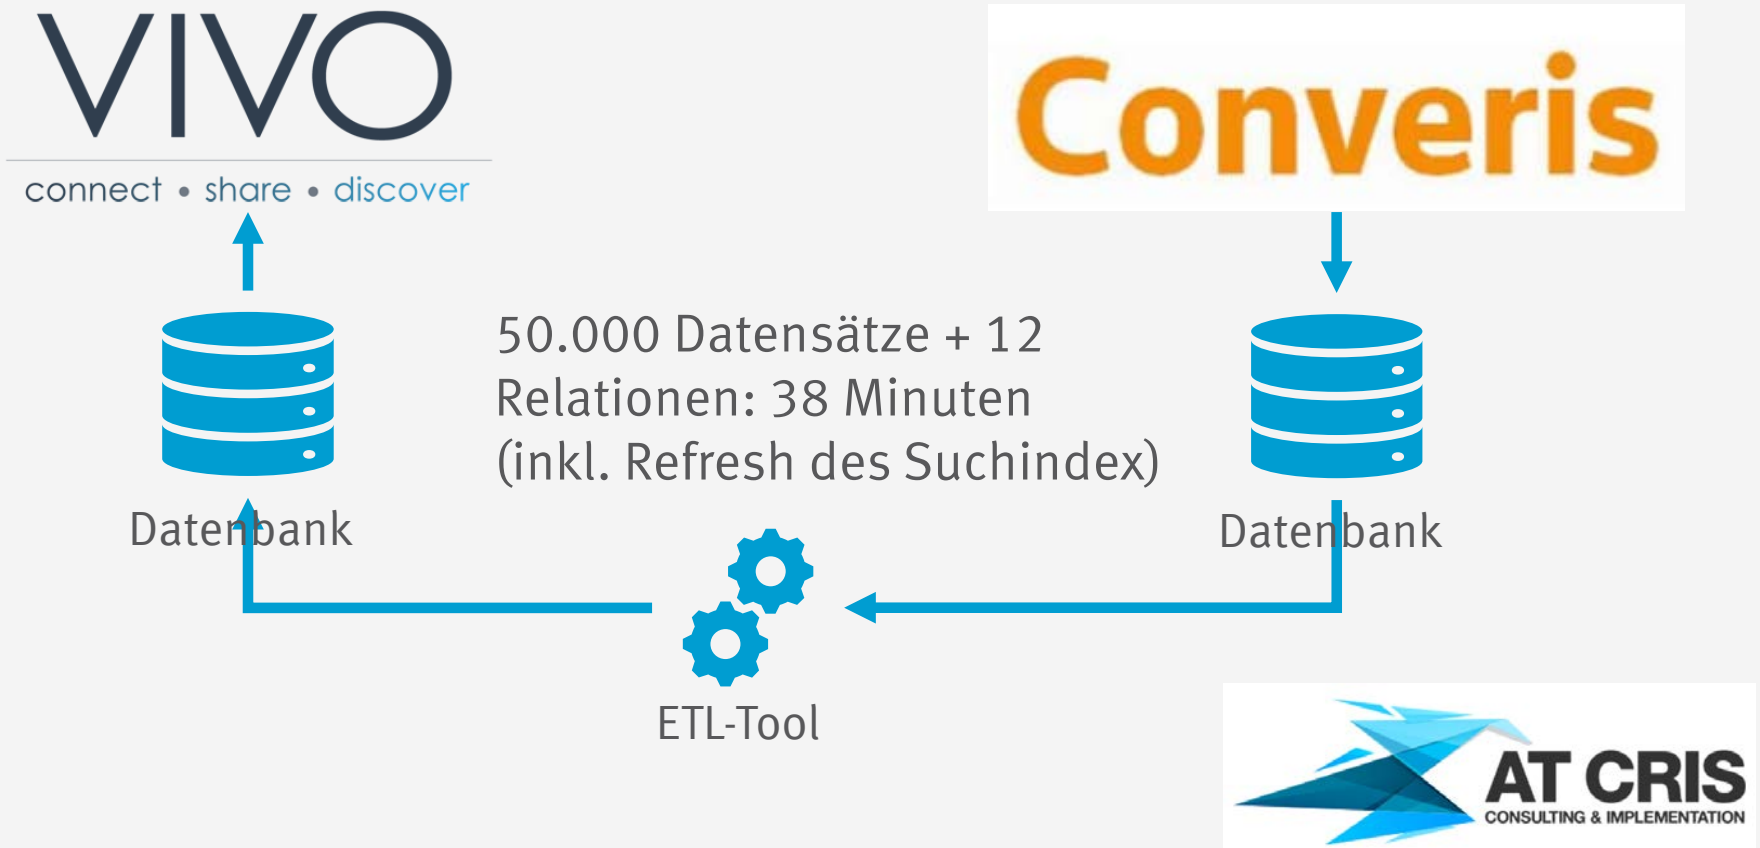 VIVO
connect • share • discover
Converis
50.000 Datensätze + 12
Relationen: 38 Minuten
(inkl. Refresh des Suchindex)
Datenbank
Datenbank
ETL-Tool
AT CRIS
CONSULTING & IMPLEMENTATION